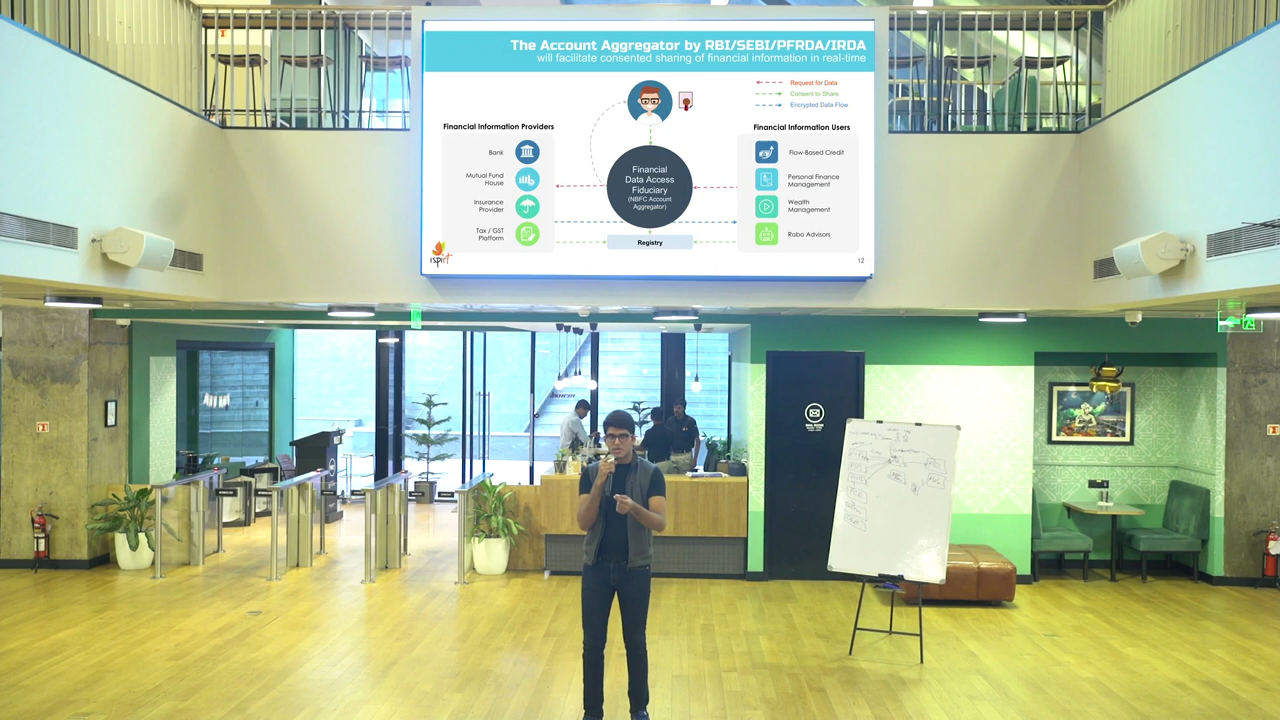 The Account Aggregator by RBI/SEBI/PFRDA/IRDA
will facilitate consented sharing of financial information in real-time
Request for Data
Consent to Share
Encrypted Data Flow
Financial Information Providers
Bank
Mutual Fund
House
Insurance
Provider
Tax / GST
Platform
Financial
Data Access
Fiduciary
(NBFC Account
Aggregator)
Registry
Financial Information Users
Flow-Based Credit
Personal Finance
Management
Wealth
Management
Robo Advisors
ispirt
12
MAIL ROOM